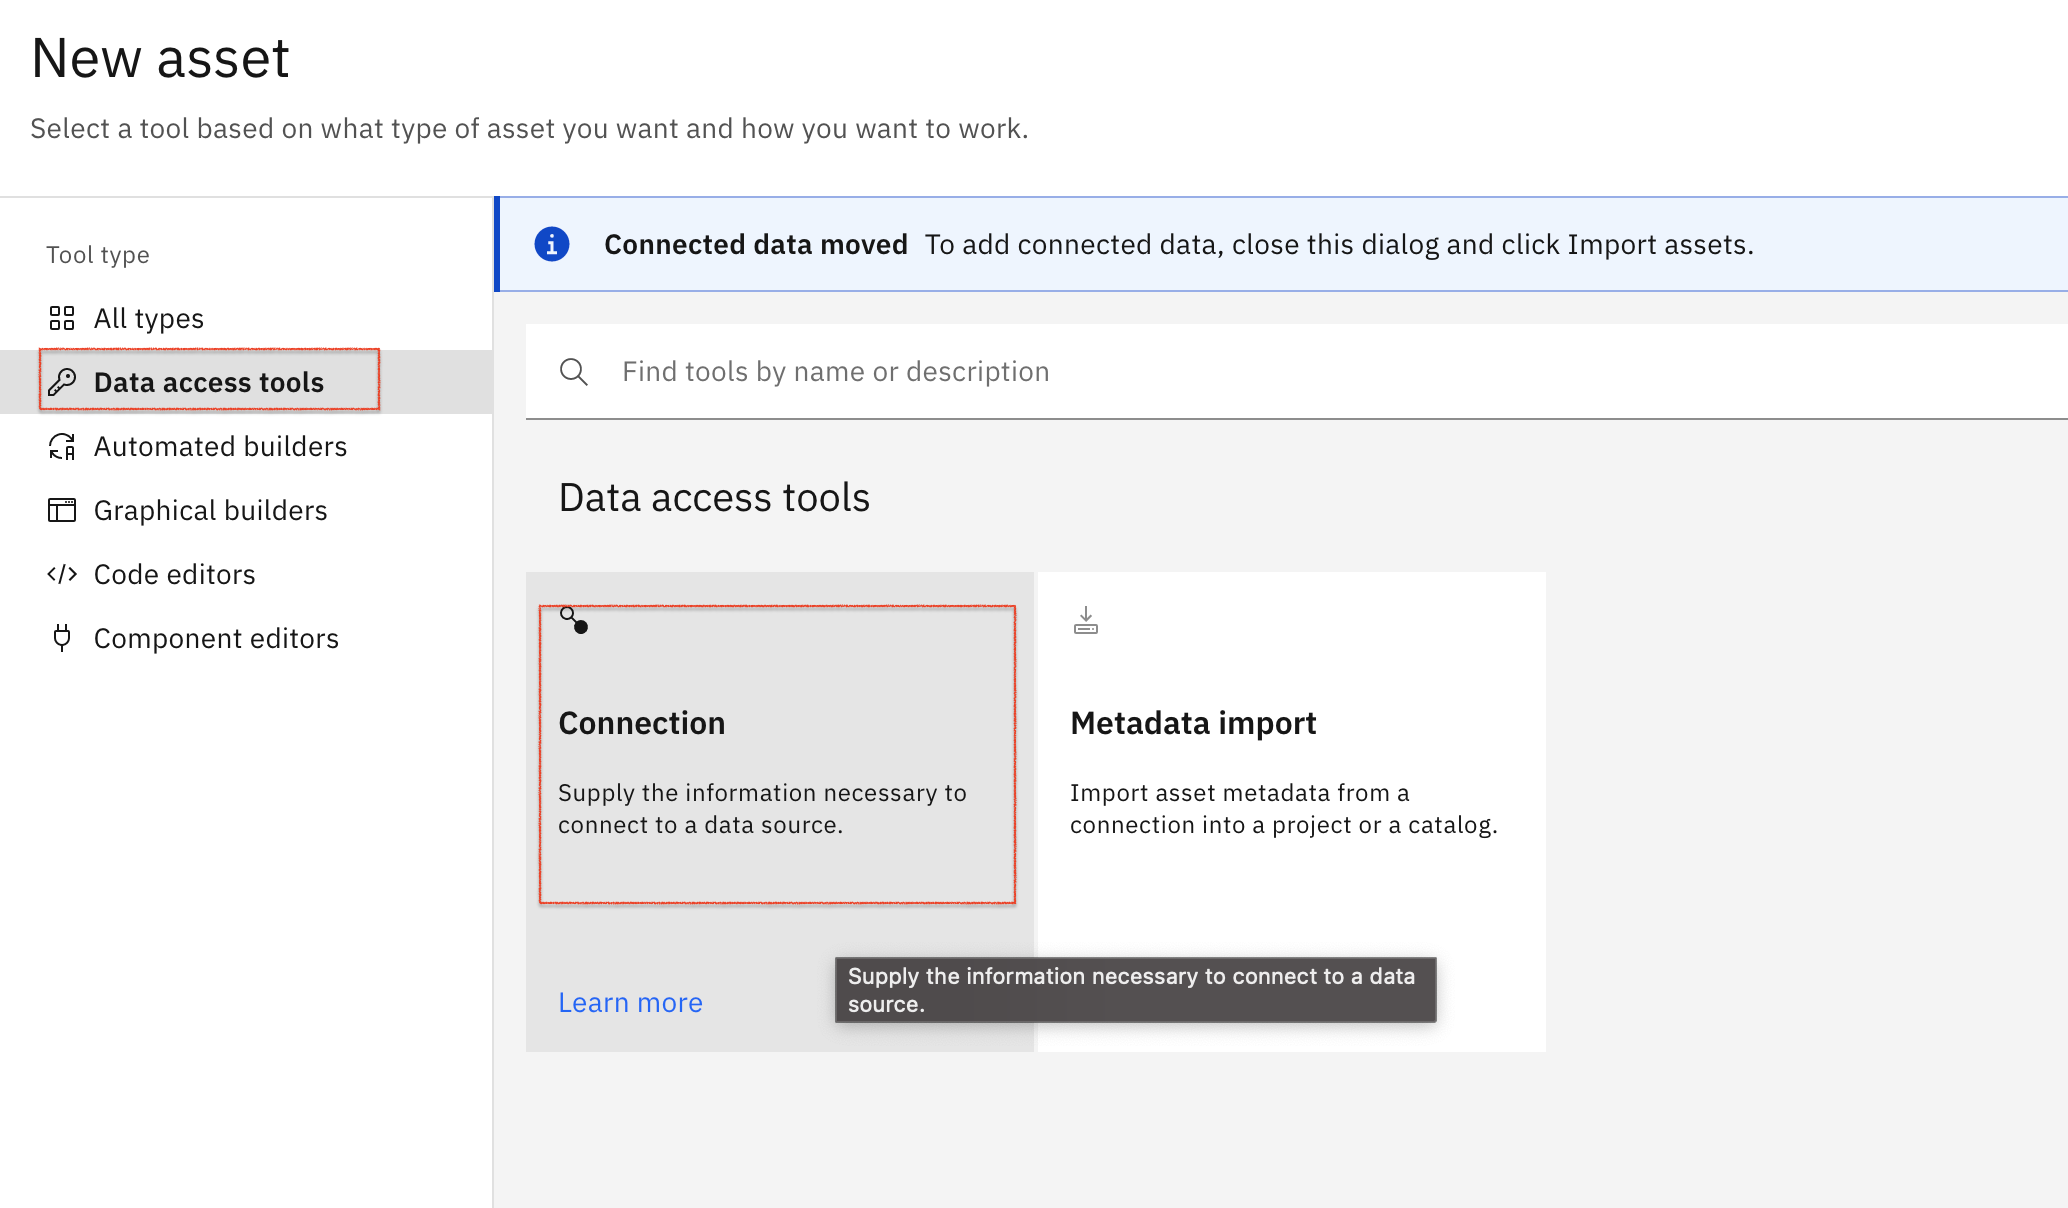 New asset
Select a tool based on what type of asset you want and how you want to work.
Tool type
All types
Data access tools
Automated builders
Graphical builders
Code editors
Component editors
Connected data moved To add connected data, close this dialog and click Import assets.
Find tools by name or description
Data access tools
Connection
Supply the information necessary to
connect to a data source.
Learn more
Metadata import
Import asset metadata from a
connection into a project or a catalog.
Supply the information necessary to connect to a data
source.